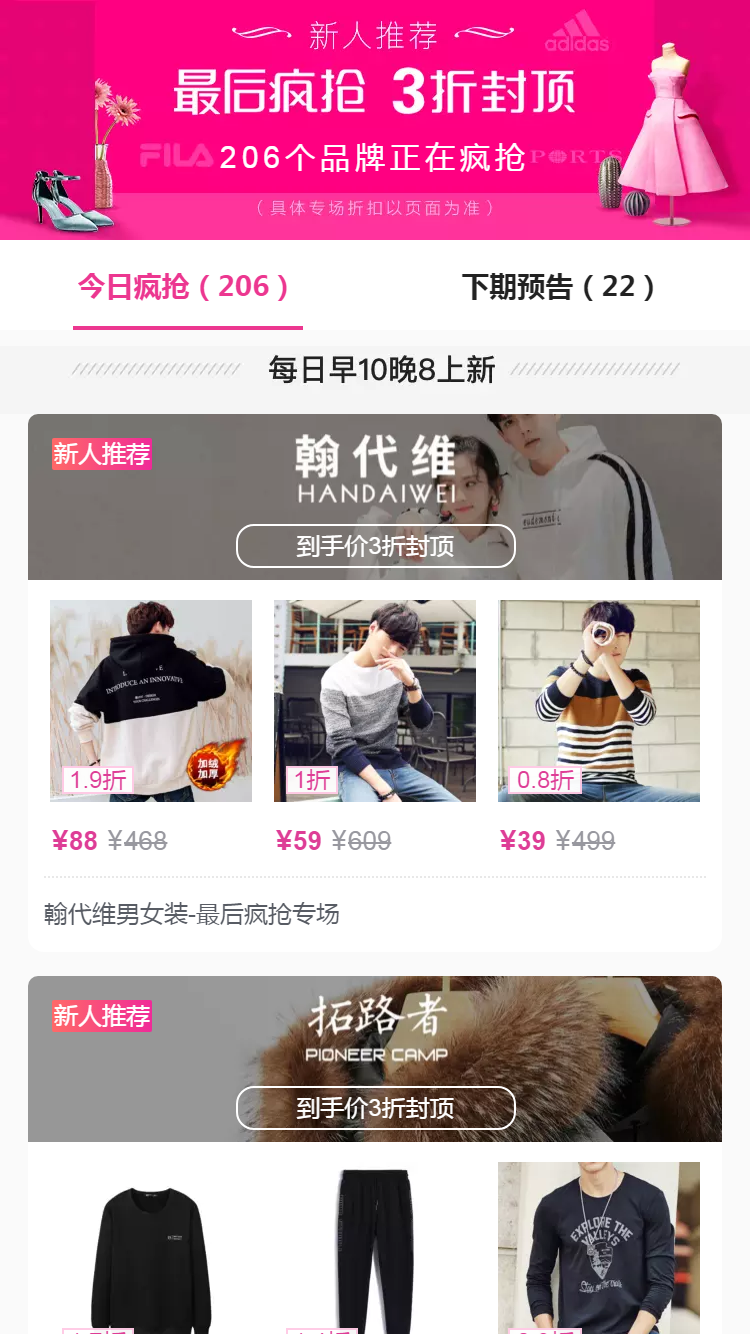 新人推荐
adidas
最后疯抢 3折封顶
FILA
206个品牌正在疯抢
PORTS
（具体专场折扣以页面为准）
今日疯抢（206）
下期预告（22）
每日早10晚8上新
新人推荐
翰代维
HANDAIWEI
到手价3折封顶
INTRODUCE AN INNOVATIVE
加绒
加厚
1.9折
1折
0.8折
¥88 ¥468
¥59 ¥609
¥39 ¥499
翰代维男女装-最后疯抢专场
新人推荐
拓路者
PIONEER CAMP
到手价3折封顶
EXPLORE THE